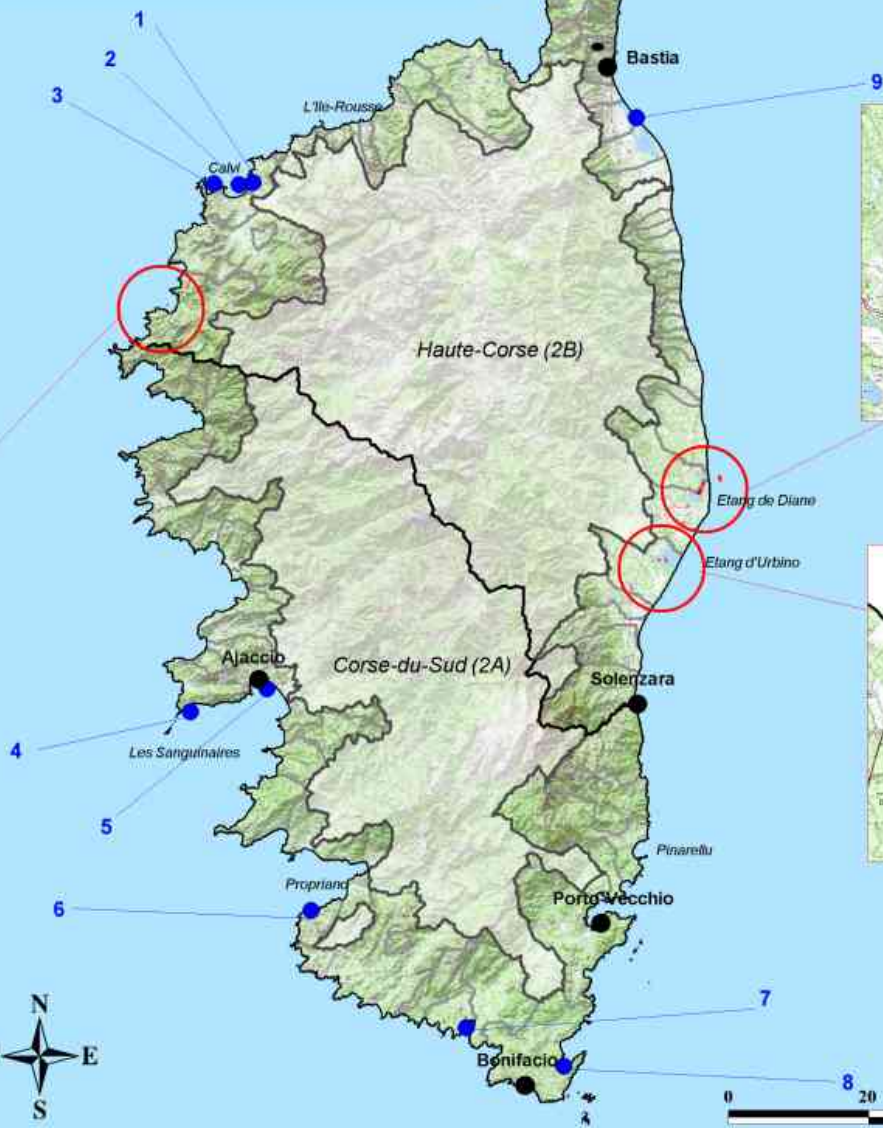 1
Bastia
2
9
3
L'Ile-Rousse
Calvi
Haute-Corse (2B)
Etang de Diane
Etang d'Urbino
Ajaccio
Corse-du-Sud (2A)
Solenzara
4
Les Sanguinaires
5
Pinarellu
Propriano
Porto-Vecchio
6
7
N
E
S
Bonifacio
8
0 20